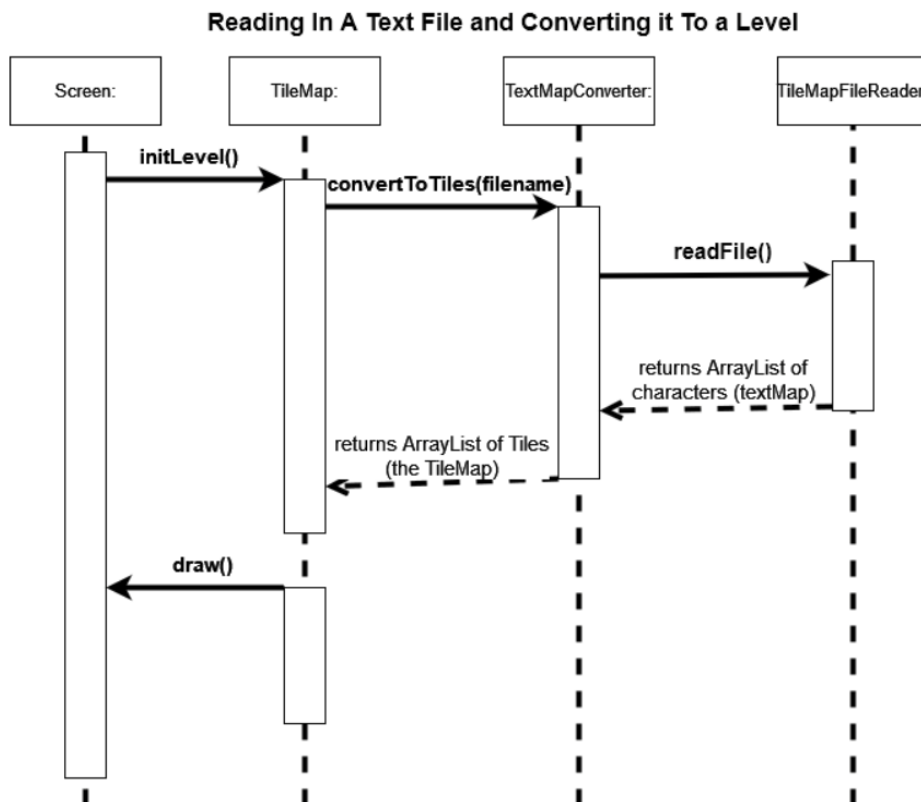 Reading In A Text File and Converting it To a Level
Screen:
TileMap:
TextMapConverter:
TileMapFileReader
initLevel()
convertToTiles(filename)
readFile()
returns ArrayList of
characters (textMap)
returns ArrayList of Tiles
(the TileMap)
draw()